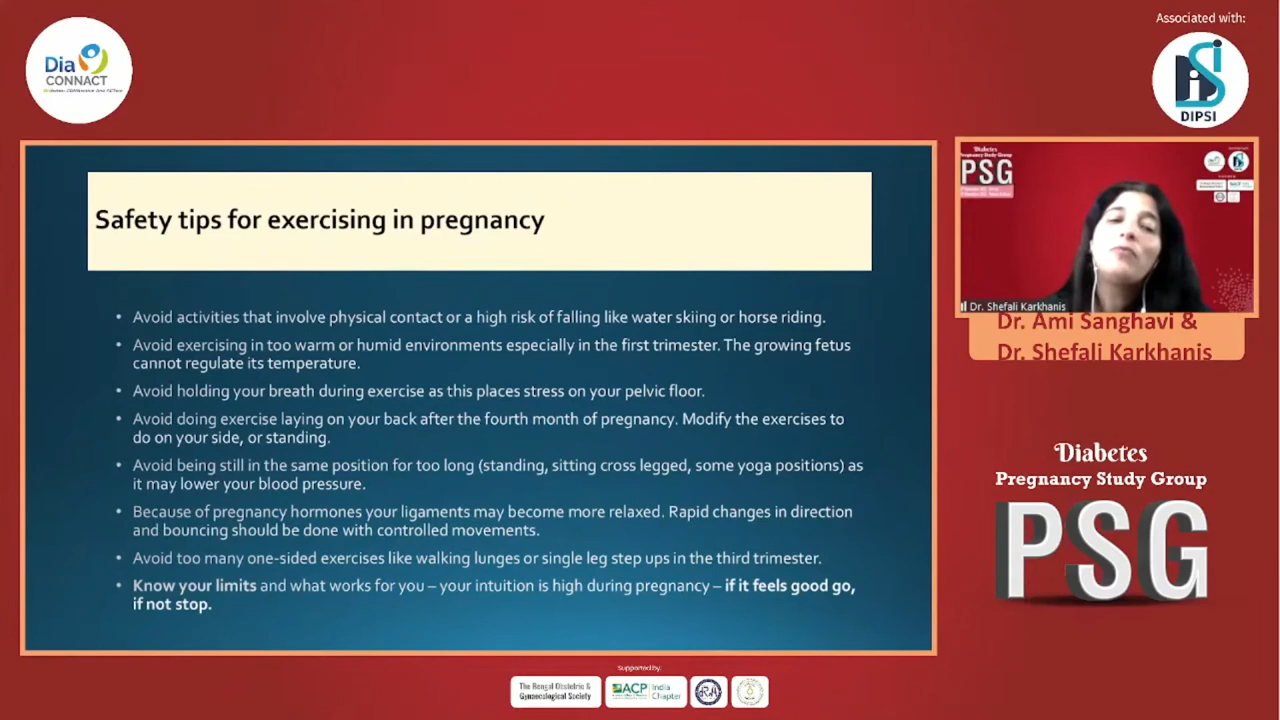 Associated with:
Dia
CONNACT
DIPSI
Safety tips for exercising in pregnancy
• Avoid activities that involve physical contact or a high risk of falling like water skiing or horse riding.
• Avoid exercising in too warm or humid environments especially in the first trimester. The growing fetus
cannot regulate its temperature.
• Avoid holding your breath during exercise as this places stress on your pelvic floor.
• Avoid doing exercise laying on your back after the fourth month of pregnancy. Modify the exercises to
do on your side, or standing.
• Avoid being still in the same position for too long (standing, sitting cross legged, some yoga positions) as
it may lower your blood pressure.
• Because of pregnancy hormones your ligaments may become more relaxed. Rapid changes in direction
and bouncing should be done with controlled movements.
• Avoid too many one-sided exercises like walking lunges or single leg step ups in the third trimester.
• Know your limits and what works for you – your intuition is high during pregnancy – if it feels good go,
if not stop.
Diabetes
Pregnancy Study Group
PSG
Dr. Shefali Karkhanis
Dr. Ami Sanghavi &
Dr. Shefali Karkhanis
Diabetes
Pregnancy Study Group
PSG
Supported by:
The Bengal Obstetric &
Gynaecological Society
ACP
India
Chapter